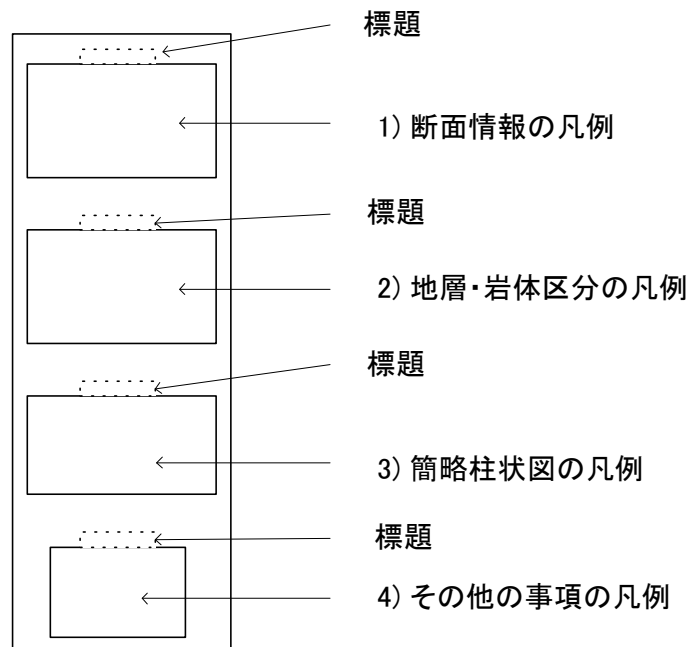 標題
1) 断面情報の凡例
標題
2) 地層・岩体区分の凡例
標題
3) 簡略柱状図の凡例
標題
4) その他の事項の凡例